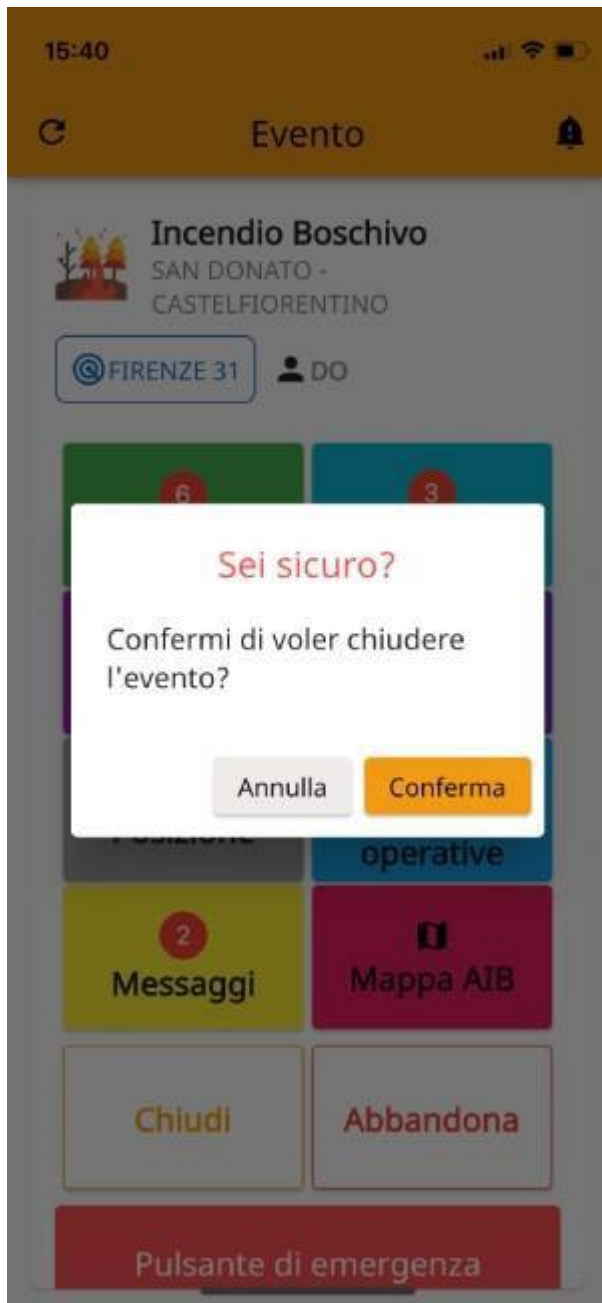 15:40
Evento
Incendio Boschivo
SAN DONATO -
CASTELFIORENTINO
FIRENZE 31
DO
6
3
Sei sicuro?
Confermi di voler chiudere
l'evento?
Annulla
Conferma
Posizione
operative
2
Messaggi
Mappa AIB
Chiudi
Abbandona
Pulsante di emergenza